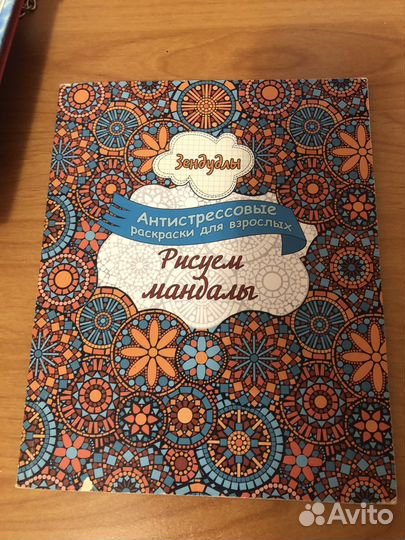 Зендудлы
Антистрессовые
раскраски для взрослых
Рисуем
мандалы
Avito